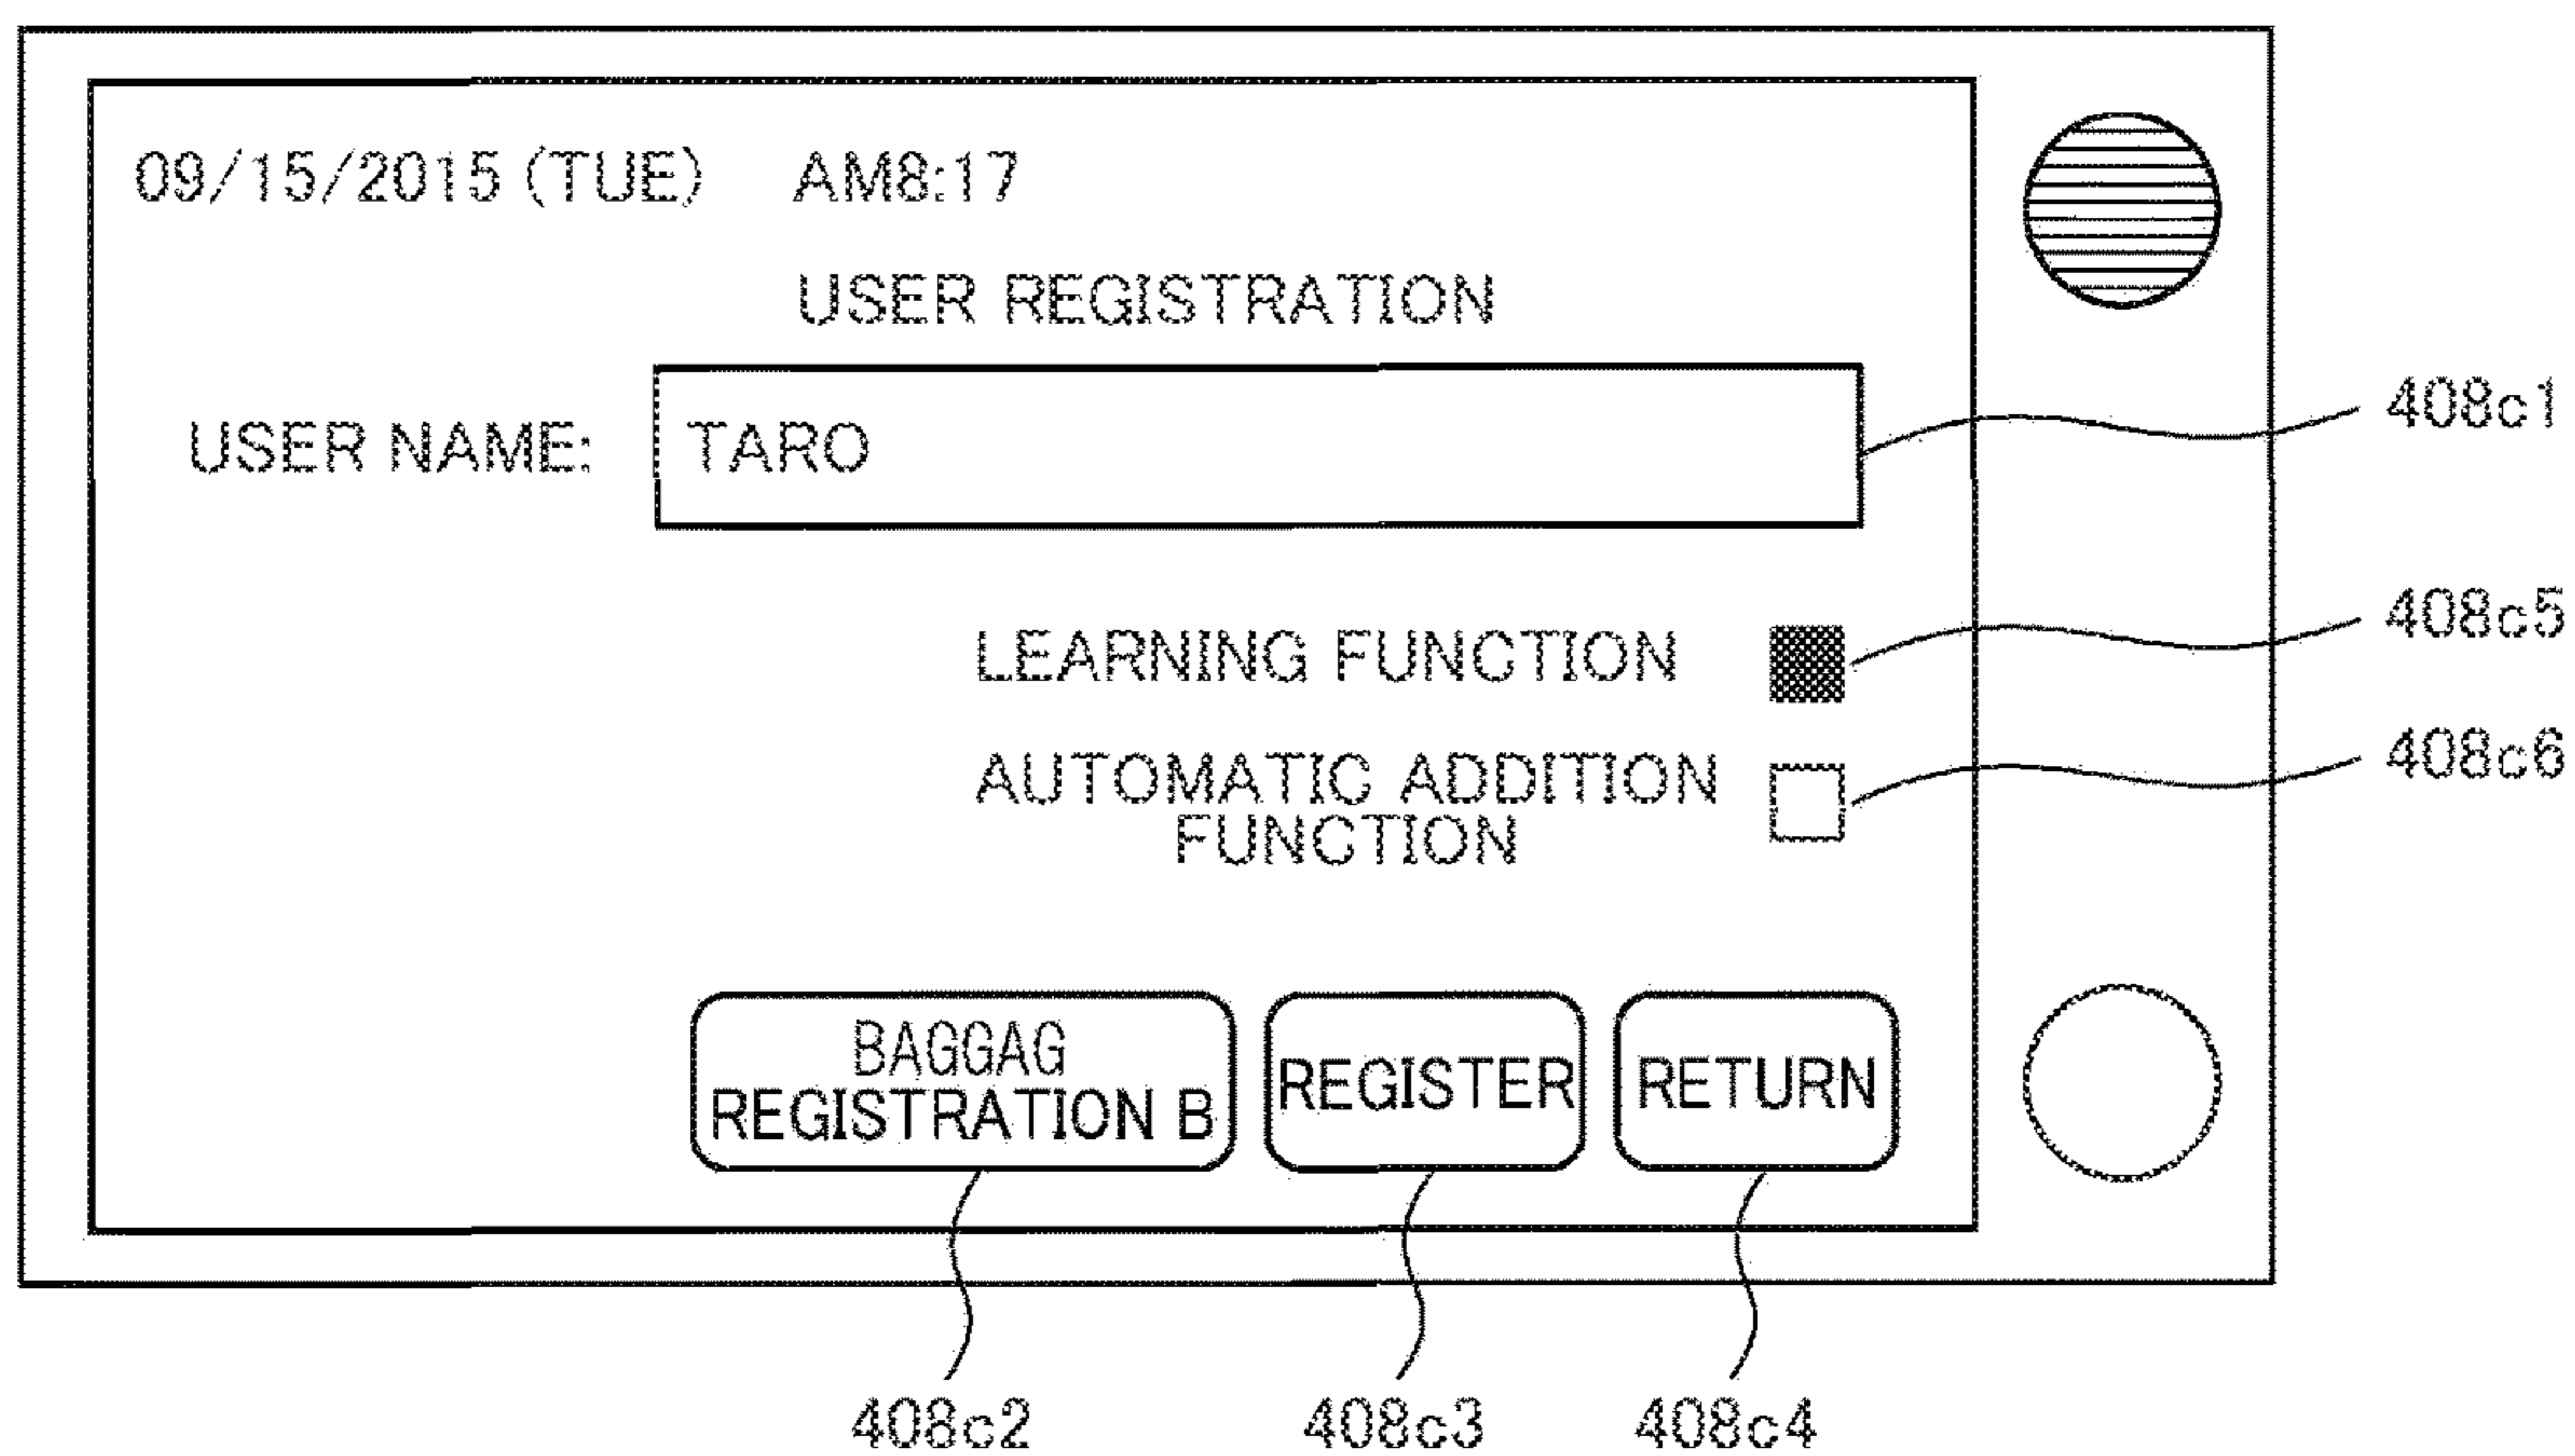 09/15/2015 (TUE) AM8:17
USER REGISTRATION
USER NAME: TARO
408c1
LEARNING FUNCTION
408c5
AUTOMATIC ADDITION
FUNCTION
408c6
BAGGAG
REGISTRATION B
REGISTER
RETURN
408c2
408c3
408c4